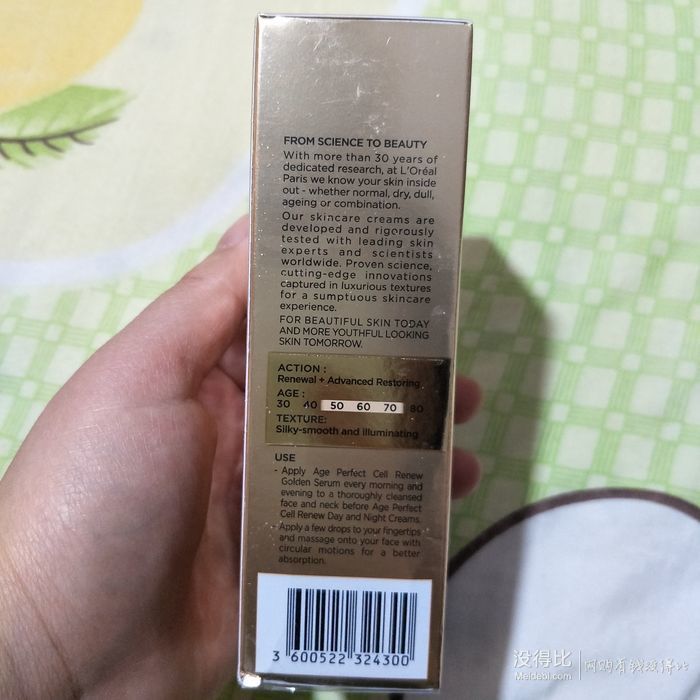 FROM SCIENCE TO BEAUTY
With more than 30 years of
dedicated research, at L'Oréal
Paris we know your skin inside
out - whether normal, dry, dull,
ageing or combination.
Our skincare creams are
developed and rigorously
tested with leading skin
experts and scientists
worldwide. Proven science,
cutting-edge innovations
captured in luxurious textures
for a sumptuous skincare
experience.
FOR BEAUTIFUL SKIN TODAY
AND MORE YOUTHFUL LOOKING
SKIN TOMORROW.
ACTION :
Renewal + Advanced Restoring
AGE :
30 40 50 60 70 80
TEXTURE:
Silky-smooth and illuminating
USE
- Apply Age Perfect Cell Renew
Golden Serum every morning and
evening to a thoroughly cleansed
face and neck before Age Perfect
Cell Renew Day and Night Creams.
- Apply a few drops to your fingertips
and massage onto your face with
circular motions for a better
absorption.
3 600522 324300
没得比 网购有钱没得比
Meidebi.com